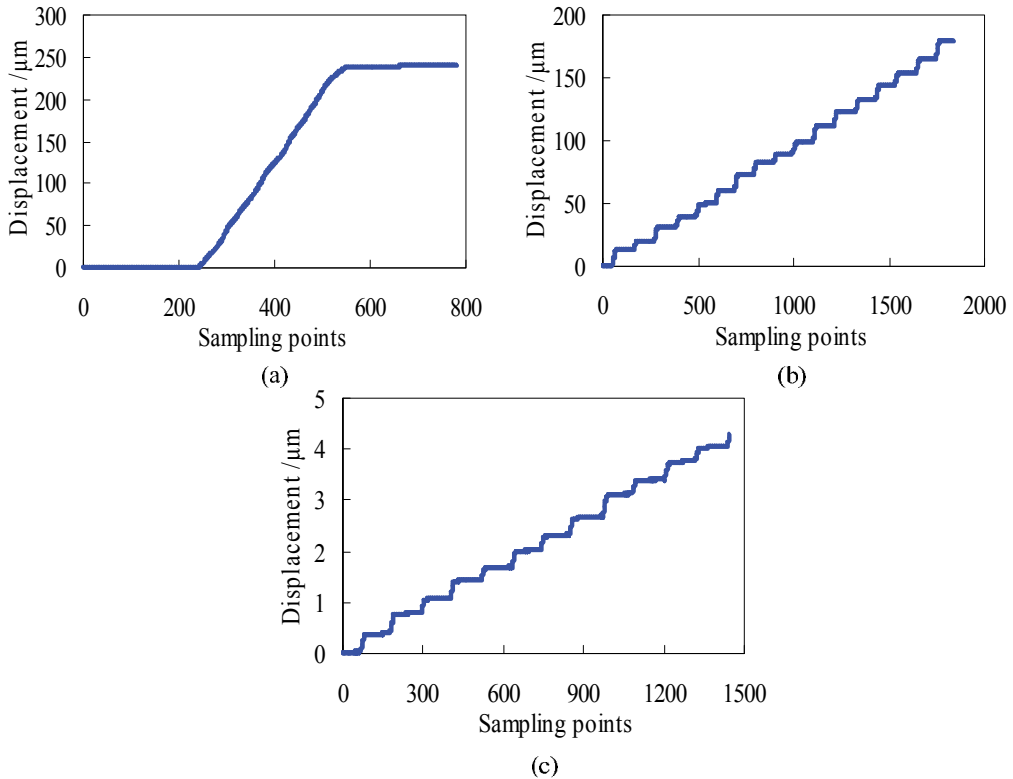 300
250
200
150
100
50
0
Displacement /μm
0 200 400 600 800
Sampling points
(a)
200
150
100
50
0
Displacement /μm
0 500 1000 1500 2000
Sampling points
(b)
5
4
3
2
1
0
Displacement /μm
0 300 600 900 1200 1500
Sampling points
(c)